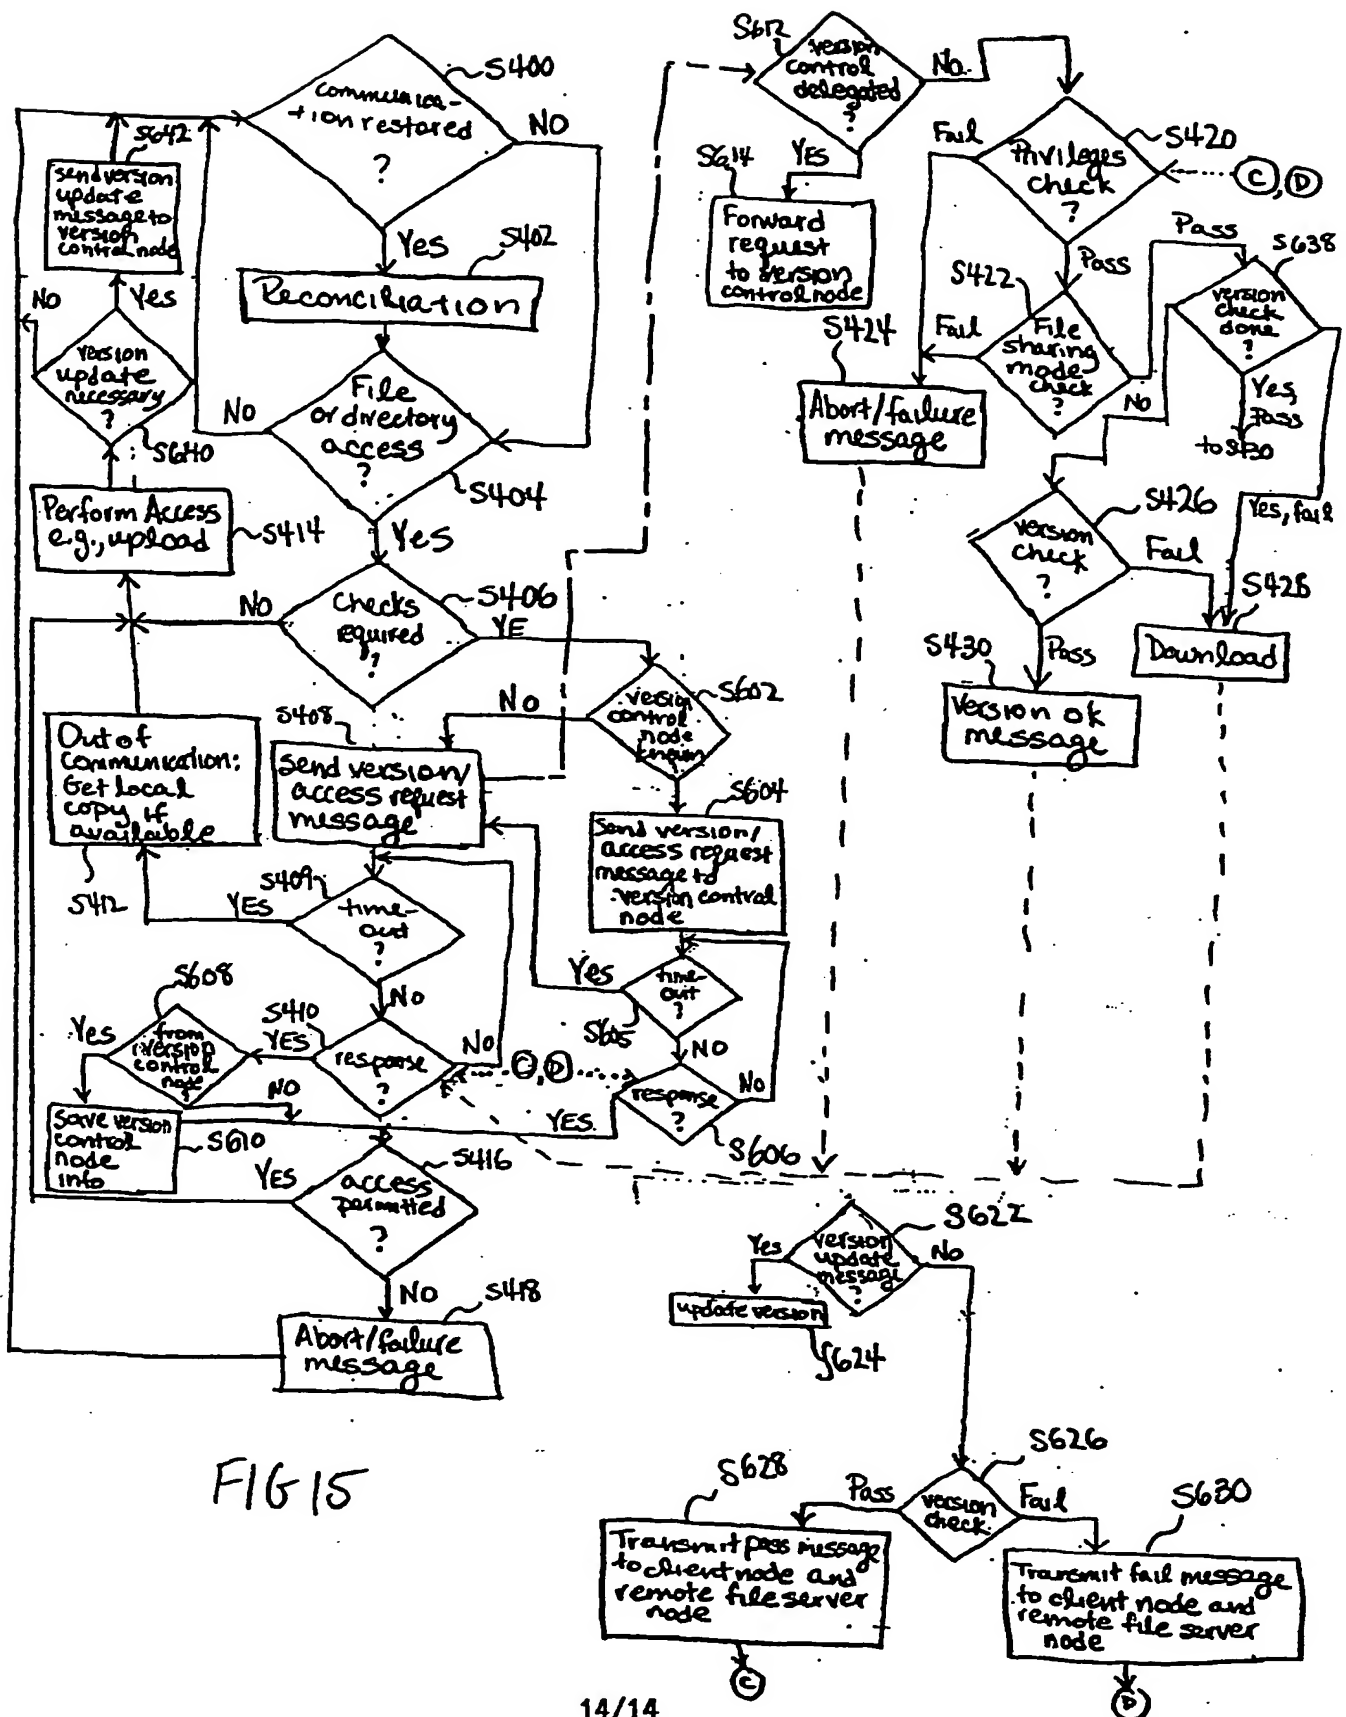 S400
communica-
tion restored
?
NO
Yes
S402
Reconciliation
File
or directory
access
?
NO
S404
Yes
S406
Checks
required
?
NO
YE
S642
send version
update
message to
version
control node
NO
Yes
version
update
necessary
?
S640
Perform Access
e.g., upload
S414
Out of
communication:
Get local
copy if
available
S412
S408
Send version/
access request
message
No
S602
version
control
node
known
?
S604
Send version/
access request
message to
version control
node
S409
time-
out
?
YES
NO
Yes
time-
out
?
S605
NO
S608
Yes
from
version
control
node?
NO
S410
YES
response
?
No
C, D
response
?
No
YES
S606
Save version
control
node
info
S610
YES
access
permitted
?
S416
NO
S418
Abort/failure
message
S612
version
control
delegated
?
No
YES
S614
Forward
request
to version
control node
Fail
Privileges
check
?
S420
C, D
Pass
S422
Fail
File
sharing
mode
check
?
Pass
S638
version
check
done
?
No
Yes,
Pass
to S430
Yes, fail
S424
Abort/failure
message
S426
version
check
?
Fail
S428
Download
Pass
S430
Version ok
message
S622
version
update
message
?
Yes
No
update version
S624
S626
version
check
Pass
Fail
S628
Transmit pass message
to client node and
remote file server
node
C
S630
Transmit fail message
to client node and
remote file server
node
D
FIG 15
14/14